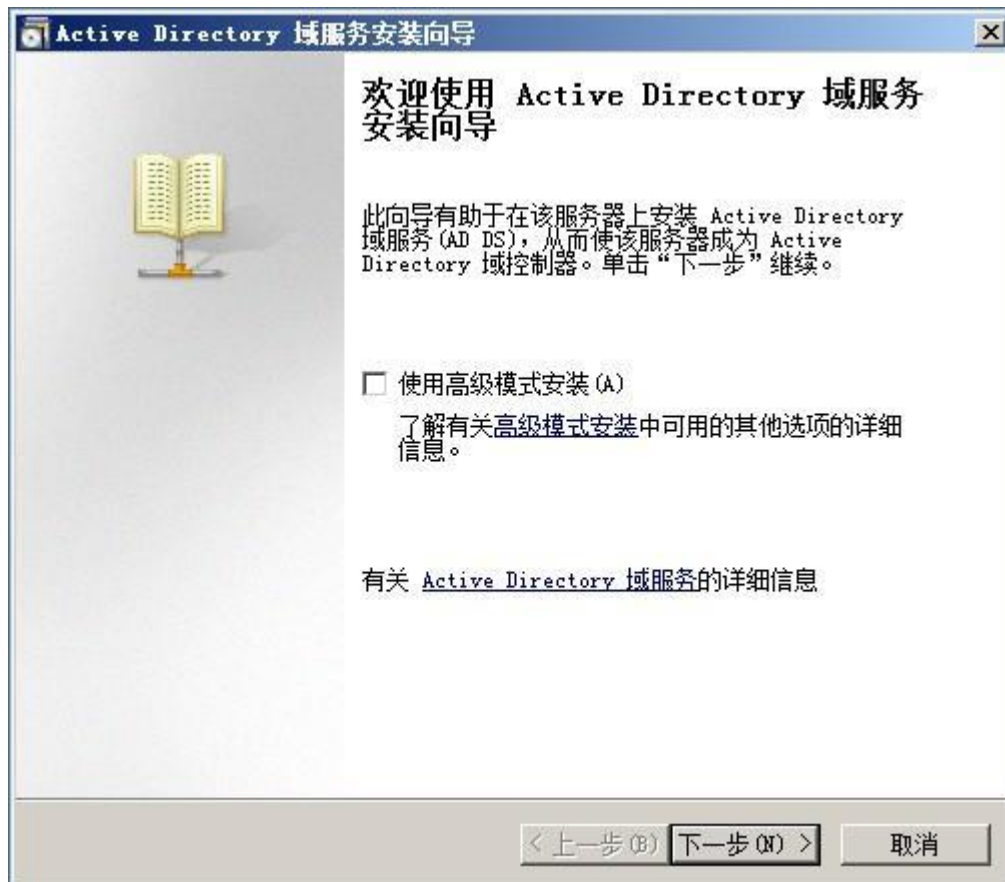 Active Directory 域服务安装向导
欢迎使用 Active Directory 域服务
安装向导
此向导有助于在该服务器上安装 Active Directory
域服务(AD DS)，从而使该服务器成为 Active
Directory 域控制器。单击“下一步”继续。
使用高级模式安装(A)
了解有关高级模式安装中可用的其他选项的详细
信息。
有关 Active Directory 域服务的详细信息
< 上一步(B) 下一步(N) > 取消